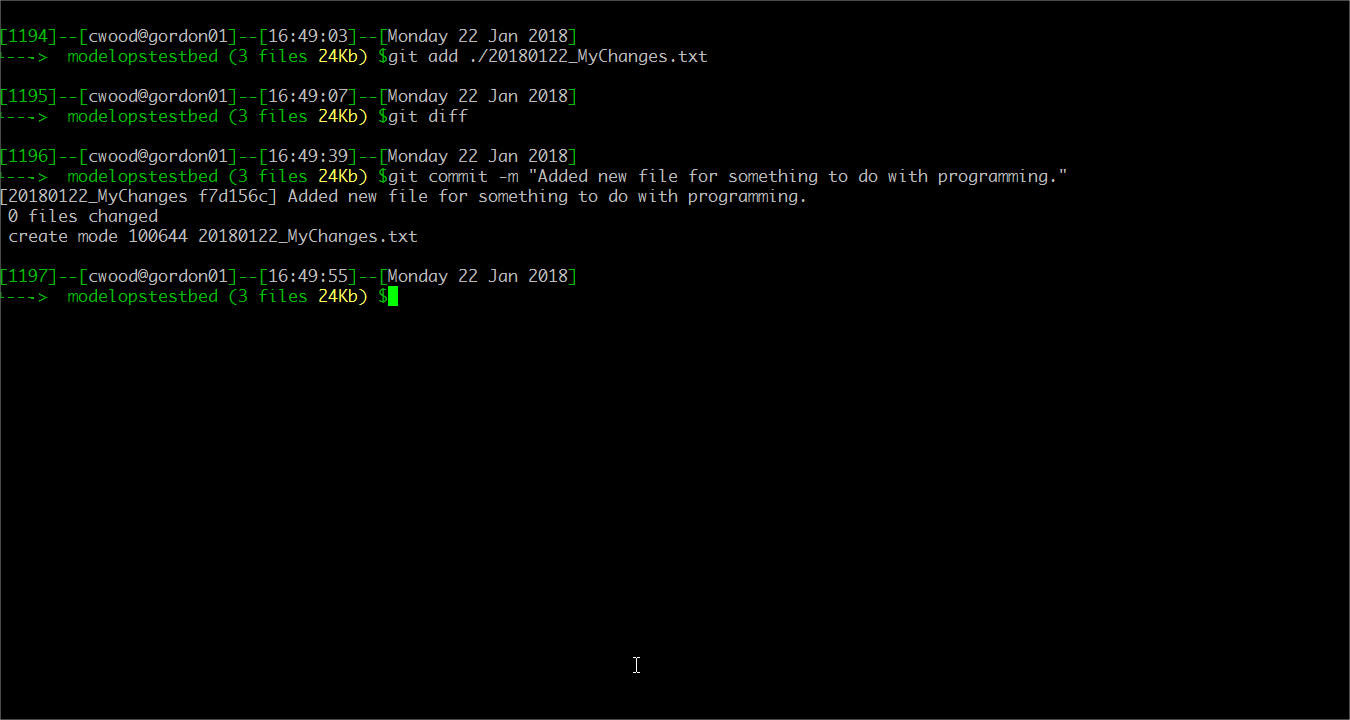 [1194]--[cwood@gordon01]--[16:49:03]--[Monday 22 Jan 2018]
----> modelopstestbed (3 files 24Kb) $git add ./20180122_MyChanges.txt
[1195]--[cwood@gordon01]--[16:49:07]--[Monday 22 Jan 2018]
----> modelopstestbed (3 files 24Kb) $git diff
[1196]--[cwood@gordon01]--[16:49:39]--[Monday 22 Jan 2018]
----> modelopstestbed (3 files 24Kb) $git commit -m "Added new file for something to do with programming."
[20180122_MyChanges f7d156c] Added new file for something to do with programming.
0 files changed
create mode 100644 20180122_MyChanges.txt
[1197]--[cwood@gordon01]--[16:49:55]--[Monday 22 Jan 2018]
----> modelopstestbed (3 files 24Kb) $